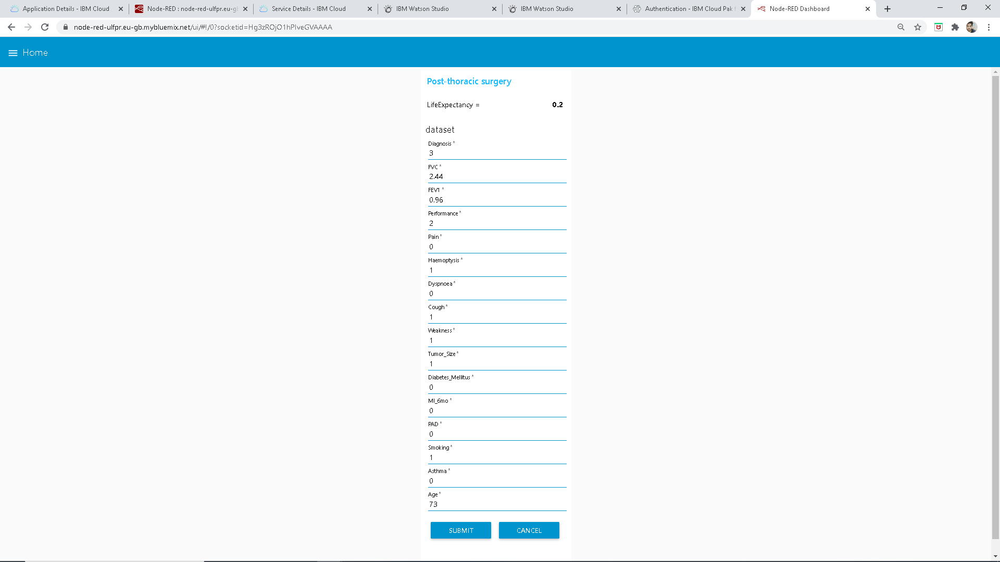 Application Details - IBM Cloud
Node-RED : node-red-ulfpr.eu-gb
Service Details - IBM Cloud
IBM Watson Studio
IBM Watson Studio
Authentication - IBM Cloud Pak f
Node-RED Dashboard
node-red-ulfpr.eu-gb.mybluemix.net/ui/#!/0?socketid=Hg3zROjO1hPIveGVAAAA
Home
Post-thoracic surgery
LifeExpectancy = 0.2
dataset
Diagnosis *
3
FVC *
2.44
FEV1 *
0.96
Performance *
2
Pain *
0
Haemoptysis *
1
Dyspnoea *
0
Cough *
1
Weakness *
1
Tumor_Size *
1
Diabetes_Mellitus *
0
MI_6mo *
0
PAD *
0
Smoking *
1
Asthma *
0
Age *
73
SUBMIT CANCEL